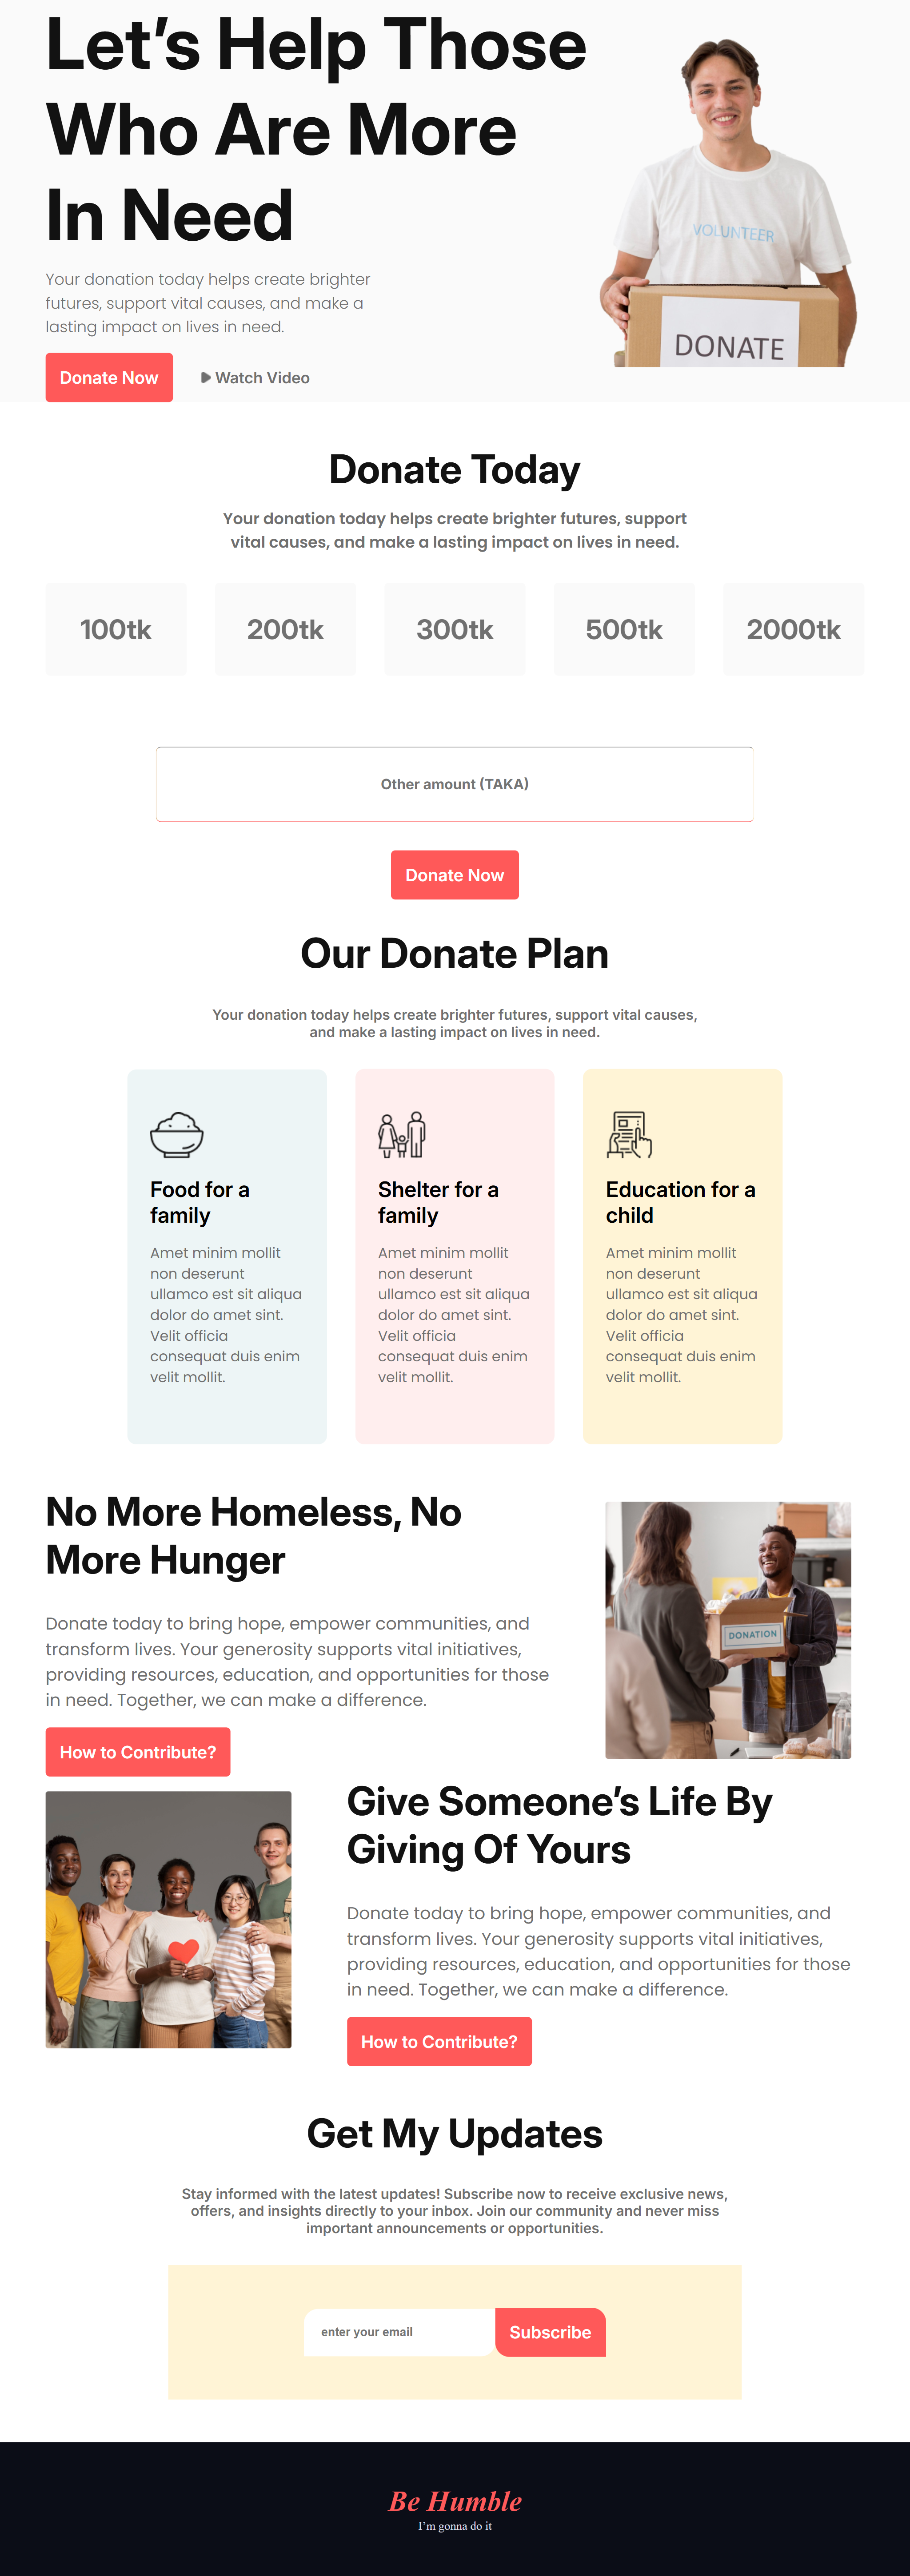 Let’s Help Those
Who Are More
In Need
VOLUNTEER
DONATE
Your donation today helps create brighter
futures, support vital causes, and make a
lasting impact on lives in need.
Donate Now
Watch Video
Donate Today
Your donation today helps create brighter futures, support
vital causes, and make a lasting impact on lives in need.
100tk
200tk
300tk
500tk
2000tk
Other amount (TAKA)
Donate Now
Our Donate Plan
Your donation today helps create brighter futures, support vital causes,
and make a lasting impact on lives in need.
Food for a
family
Amet minim mollit
non deserunt
ullamco est sit aliqua
dolor do amet sint.
Velit officia
consequat duis enim
velit mollit.
Shelter for a
family
Amet minim mollit
non deserunt
ullamco est sit aliqua
dolor do amet sint.
Velit officia
consequat duis enim
velit mollit.
Education for a
child
Amet minim mollit
non deserunt
ullamco est sit aliqua
dolor do amet sint.
Velit officia
consequat duis enim
velit mollit.
No More Homeless, No
More Hunger
Donate today to bring hope, empower communities, and
transform lives. Your generosity supports vital initiatives,
providing resources, education, and opportunities for those
in need. Together, we can make a difference.
How to Contribute?
DONATION
Give Someone’s Life By
Giving Of Yours
Donate today to bring hope, empower communities, and
transform lives. Your generosity supports vital initiatives,
providing resources, education, and opportunities for those
in need. Together, we can make a difference.
How to Contribute?
Get My Updates
Stay informed with the latest updates! Subscribe now to receive exclusive news,
offers, and insights directly to your inbox. Join our community and never miss
important announcements or opportunities.
enter your email
Subscribe
Be Humble
I’m gonna do it